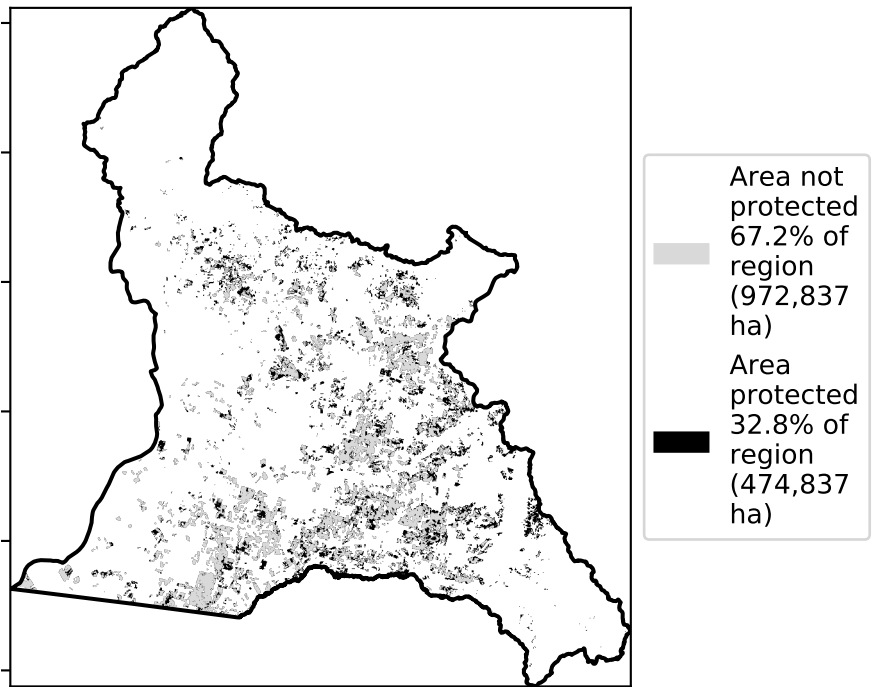 Area not
protected
67.2% of
region
(972,837
ha)
Area
protected
32.8% of
region
(474,837
ha)